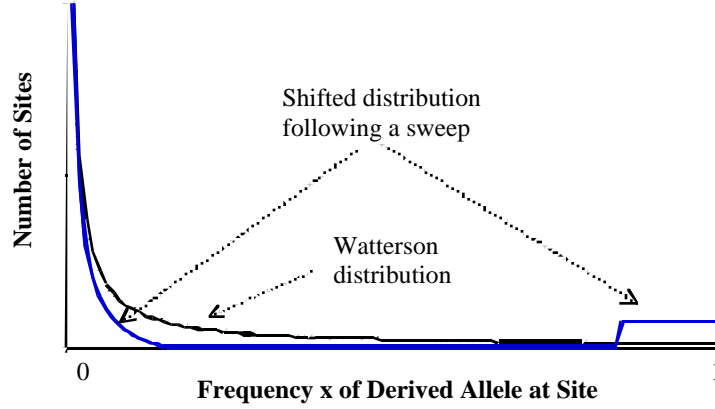 Number of Sites
Shifted distribution
following a sweep
Watterson
distribution
0
Frequency x of Derived Allele at Site